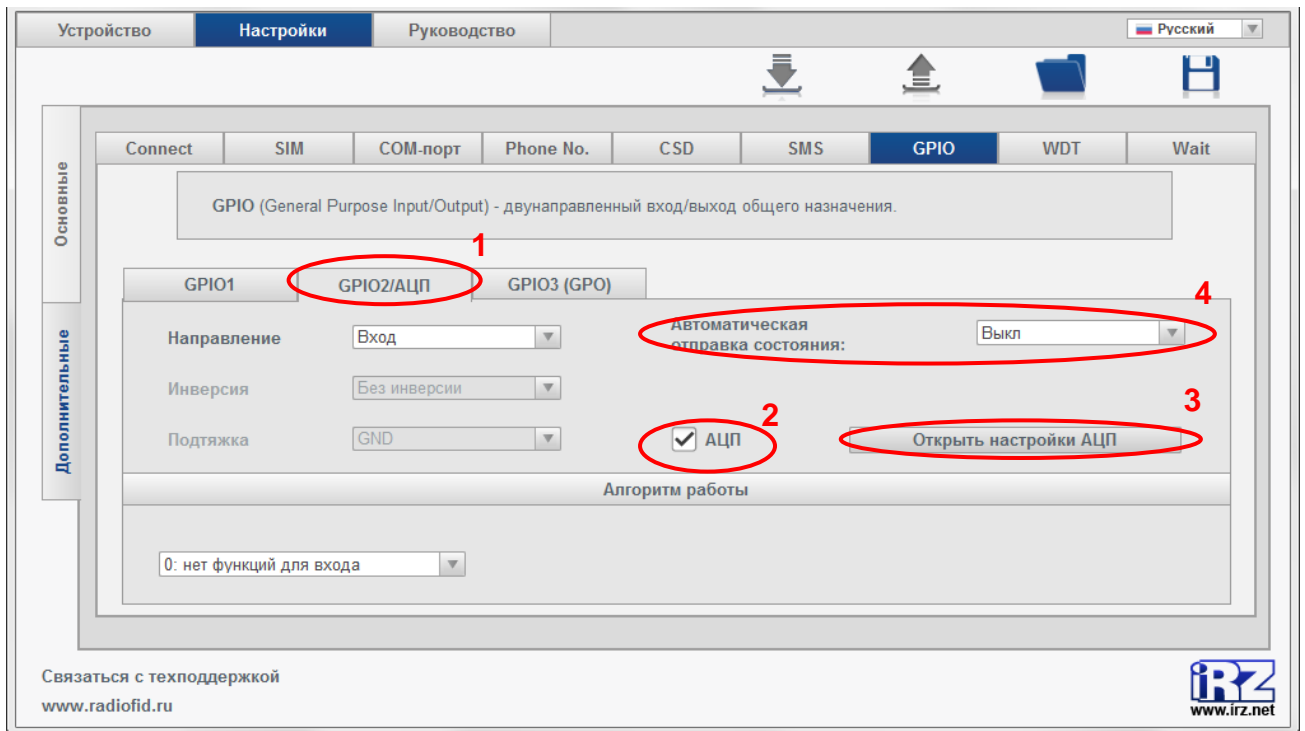 Устройство Настройки Руководство Русский
Основные
Дополнительные
Connect SIM COM-порт Phone No. CSD SMS GPIO WDT Wait
GPIO (General Purpose Input/Output) - двунаправленный вход/выход общего назначения.
1
GPIO1 GPIO2/АЦП GPIO3 (GPO)
4
Направление Вход
Автоматическая
отправка состояния: Выкл
Инверсия Без инверсии
2
3
Подтяжка GND АЦП Открыть настройки АЦП
Алгоритм работы
0: нет функций для входа
Связаться с техподдержкой
www.radiofid.ru
iRZ
www.irz.net